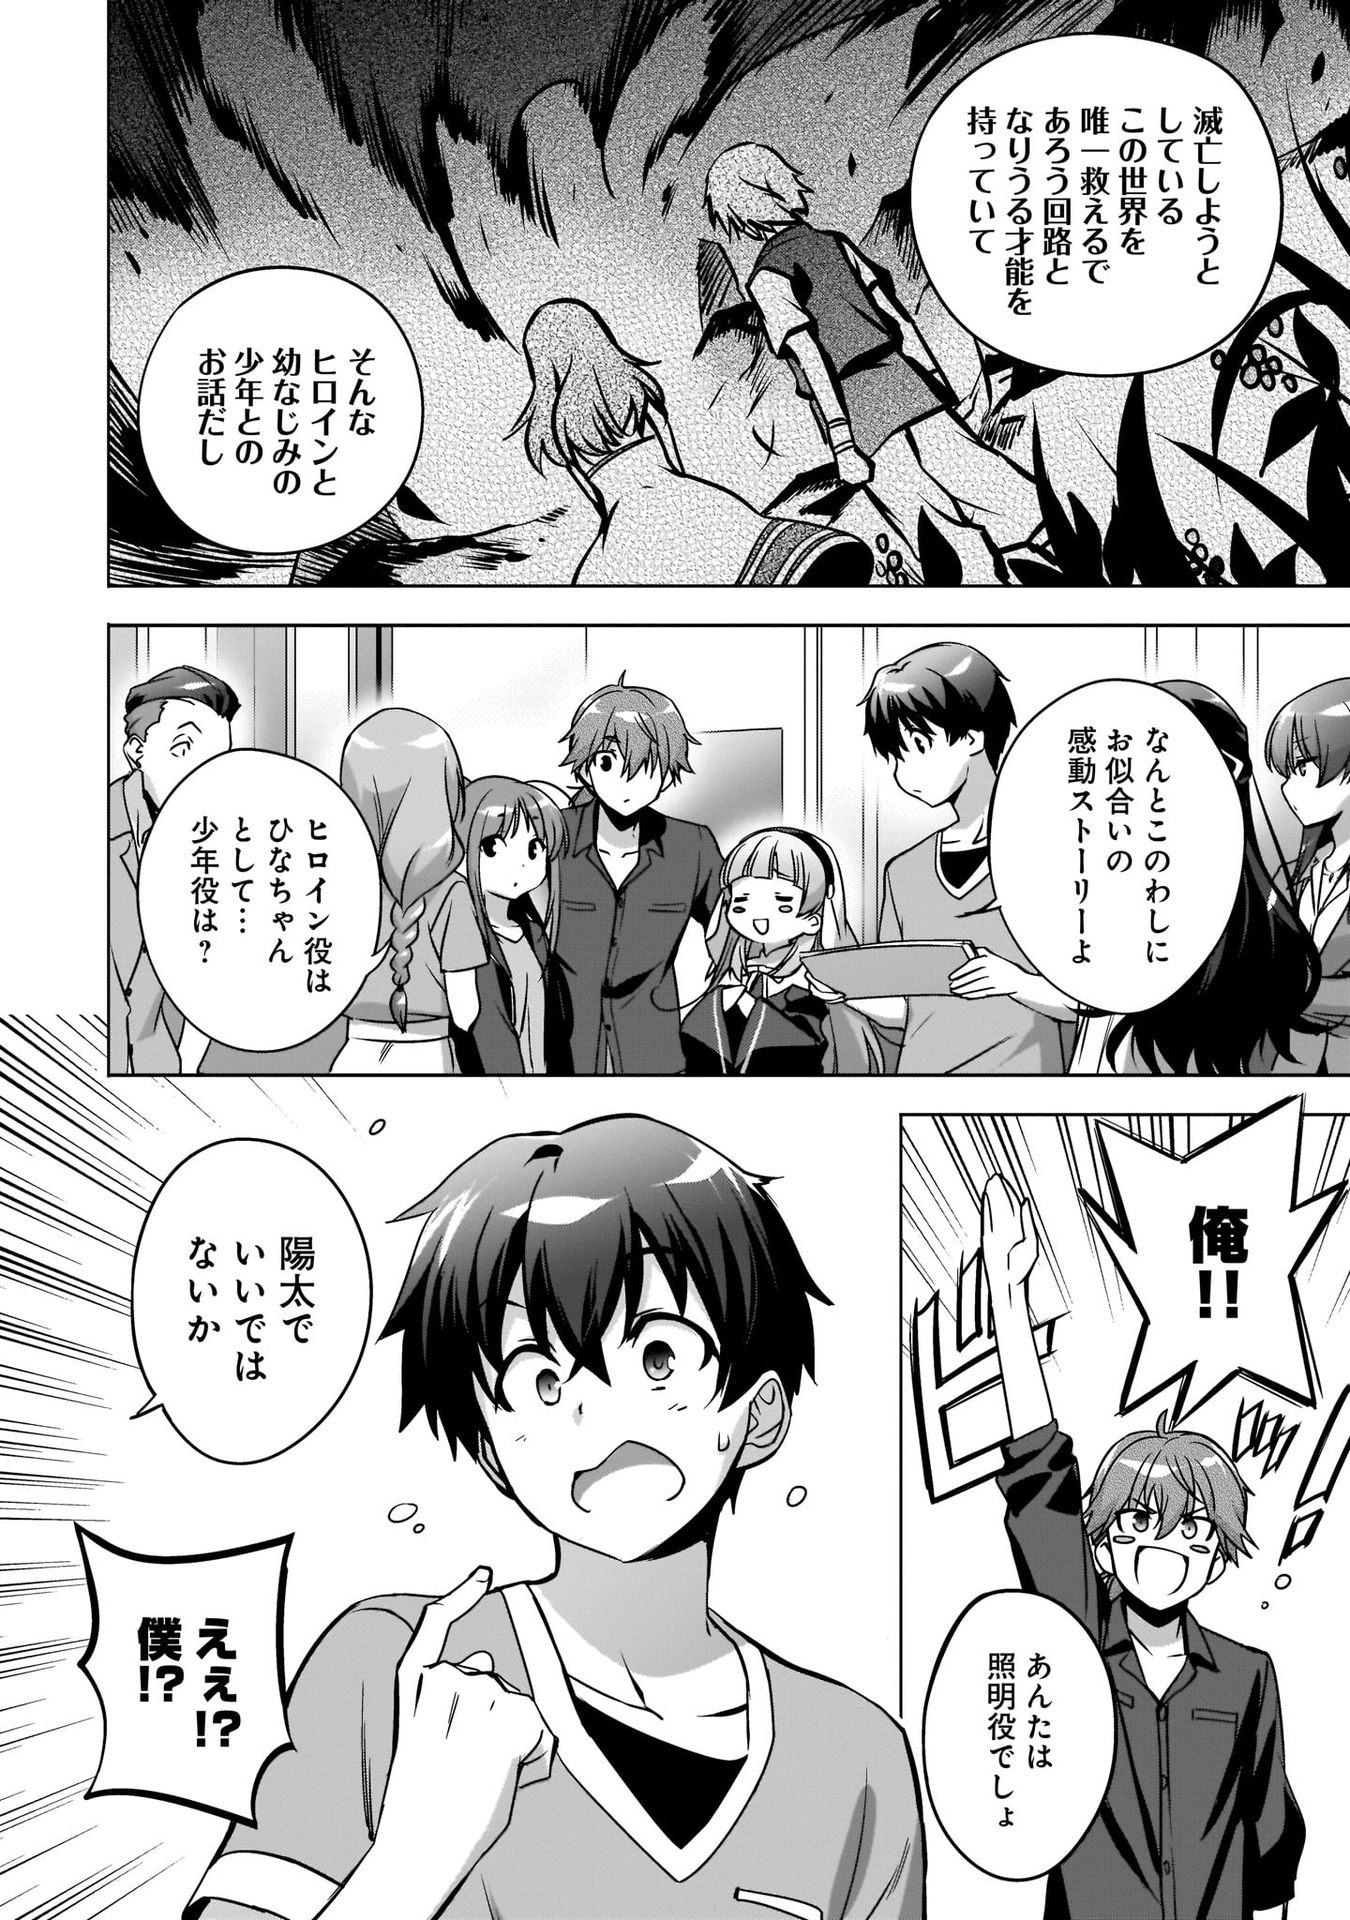 滅亡しようと
している
この世界を
唯一救えるで
あろう回路と
なりうる才能を
持っていて
そんな
ヒロインと
幼なじみの
少年との
お話だし
なんとこのわしに
お似合いの
感動ストーリーよ
ヒロイン役は
ひなちゃん
として…
少年役は?
俺!!
あんたは
照明役でしょ
陽太で
いいでは
ないか
ええ!?
僕!?